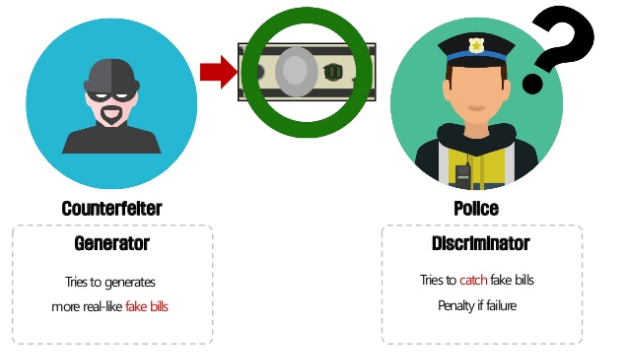 Counterfeiter
Police
Generator
Tries to generates
more real-like fake bills
Discriminator
Tries to catch fake bills
Penalty if failure